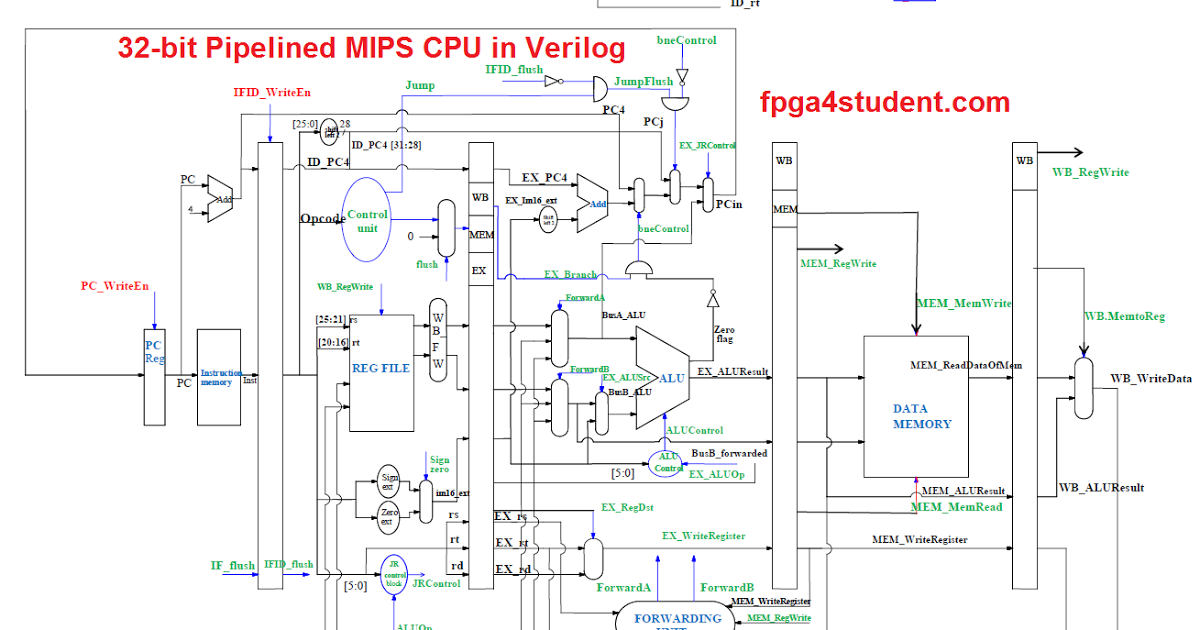 ID_rt
32-bit Pipelined MIPS CPU in Verilog
bneControl
IFID_flush
JumpFlush
Jump
IFID_WriteEn
fpga4student.com
PC4
PCj
[25:0]
28
ID_PC4 [31:28]
EX_JRControl
ID_PC4
EX_PC4
WB
WB
WB_RegWrite
PC
Add
4
Opcode
Control
unit
0
flush
WB
MEM
EX
EX_Im16_ext
Shift
left 2
Add
PCin
bneControl
MEM
MEM_RegWrite
EX_Branch
PC_WriteEn
WB_RegWrite
ForwardA
BusA_ALU
Zero
flag
MEM_MemWrite
WB.MemtoReg
[25:21] rs
[20:16] rt
W
B
F
W
PC
Reg
Instruction
memory
PC
Inst
REG FILE
ForwardB
EX_ALUSrc
BusB_ALU
ALU
EX_ALUResult
MEM_ReadDataOfMem
WB_WriteData
DATA
MEMORY
ALUControl
BusB_forwarded
ALU
Control
EX_ALUOp
[5:0]
Sign
zero
Sign
ext
Zero
ext
im16_ext
MEM_ALUResult
MEM_MemRead
WB_ALUResult
rs
EX_rs
EX_RegDst
rt
EX_rt
EX_WriteRegister
MEM_WriteRegister
rd
EX_rd
IF_flush
IFID_flush
[5:0]
JR
control
block
JRControl
ForwardA
ForwardB
MEM_WriteRegister
FORWARDING
UNIT
MEM_RegWrite
ALUOp